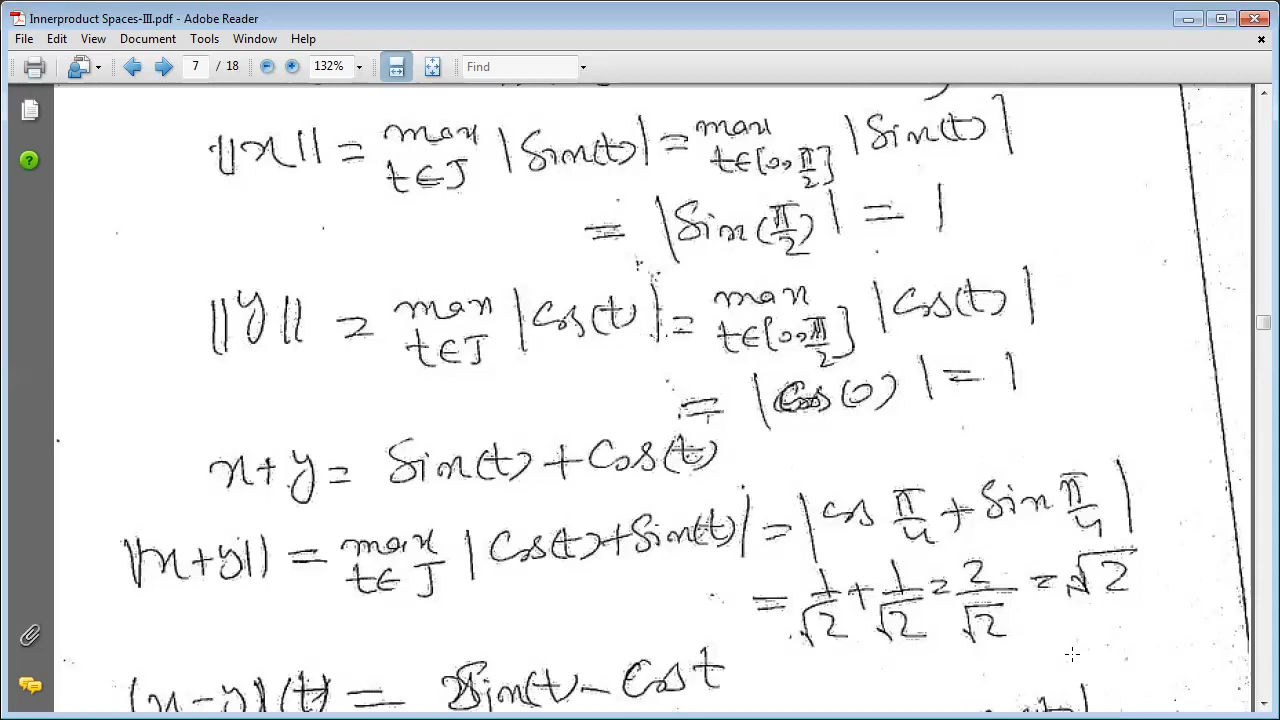 Innerproduct Spaces-III.pdf - Adobe Reader
File Edit View Document Tools Window Help
7 / 18 132% Find
||x|| = max t∈J |Sin(t)| = max t∈[0, π/2] |Sin(t)|
= |Sin(π/2)| = 1
||y|| = max t∈J |Cos(t)| = max t∈[0, π/2] |Cos(t)|
= |Cos(0)| = 1
x+y = Sin(t) + Cos(t)
||x+y|| = max t∈J |Cos(t)+Sin(t)| = |Cos π/4 + Sin π/4|
= 1/√2 + 1/√2 = 2/√2 = √2
(x-y)(t) = Sin(t) - Cos t